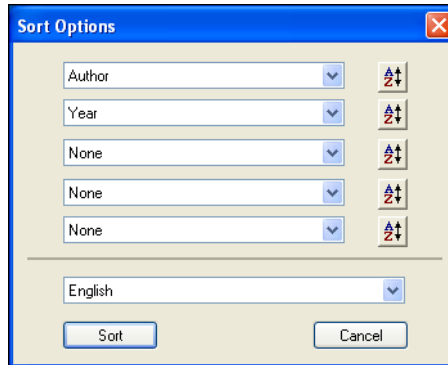 Sort Options
Author
A
Z
Year
A
Z
None
A
Z
None
A
Z
None
A
Z
English
Sort Cancel